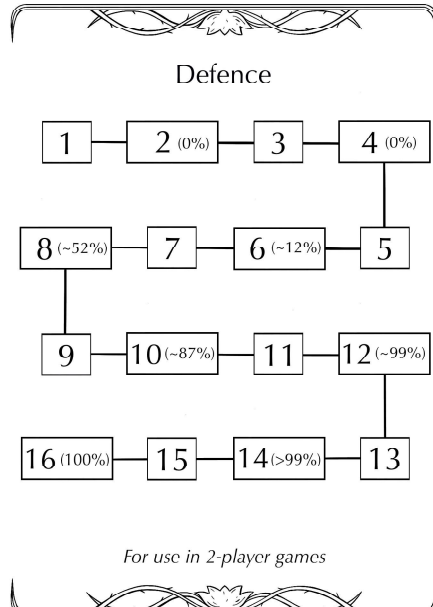 Defence
1 2 (0%) 3 4 (0%)
8 (~52%) 7 6 (~12%) 5
9 10 (~87%) 11 12 (~99%)
16 (100%) 15 14 (>99%) 13
For use in 2-player games